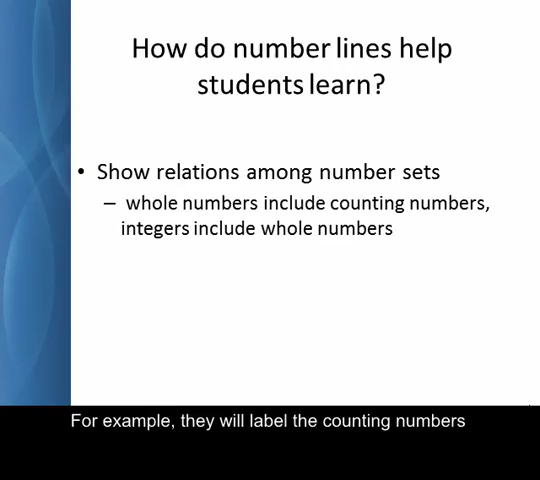 How do number lines help
students learn?
• Show relations among number sets
– whole numbers include counting numbers,
integers include whole numbers
For example, they will label the counting numbers